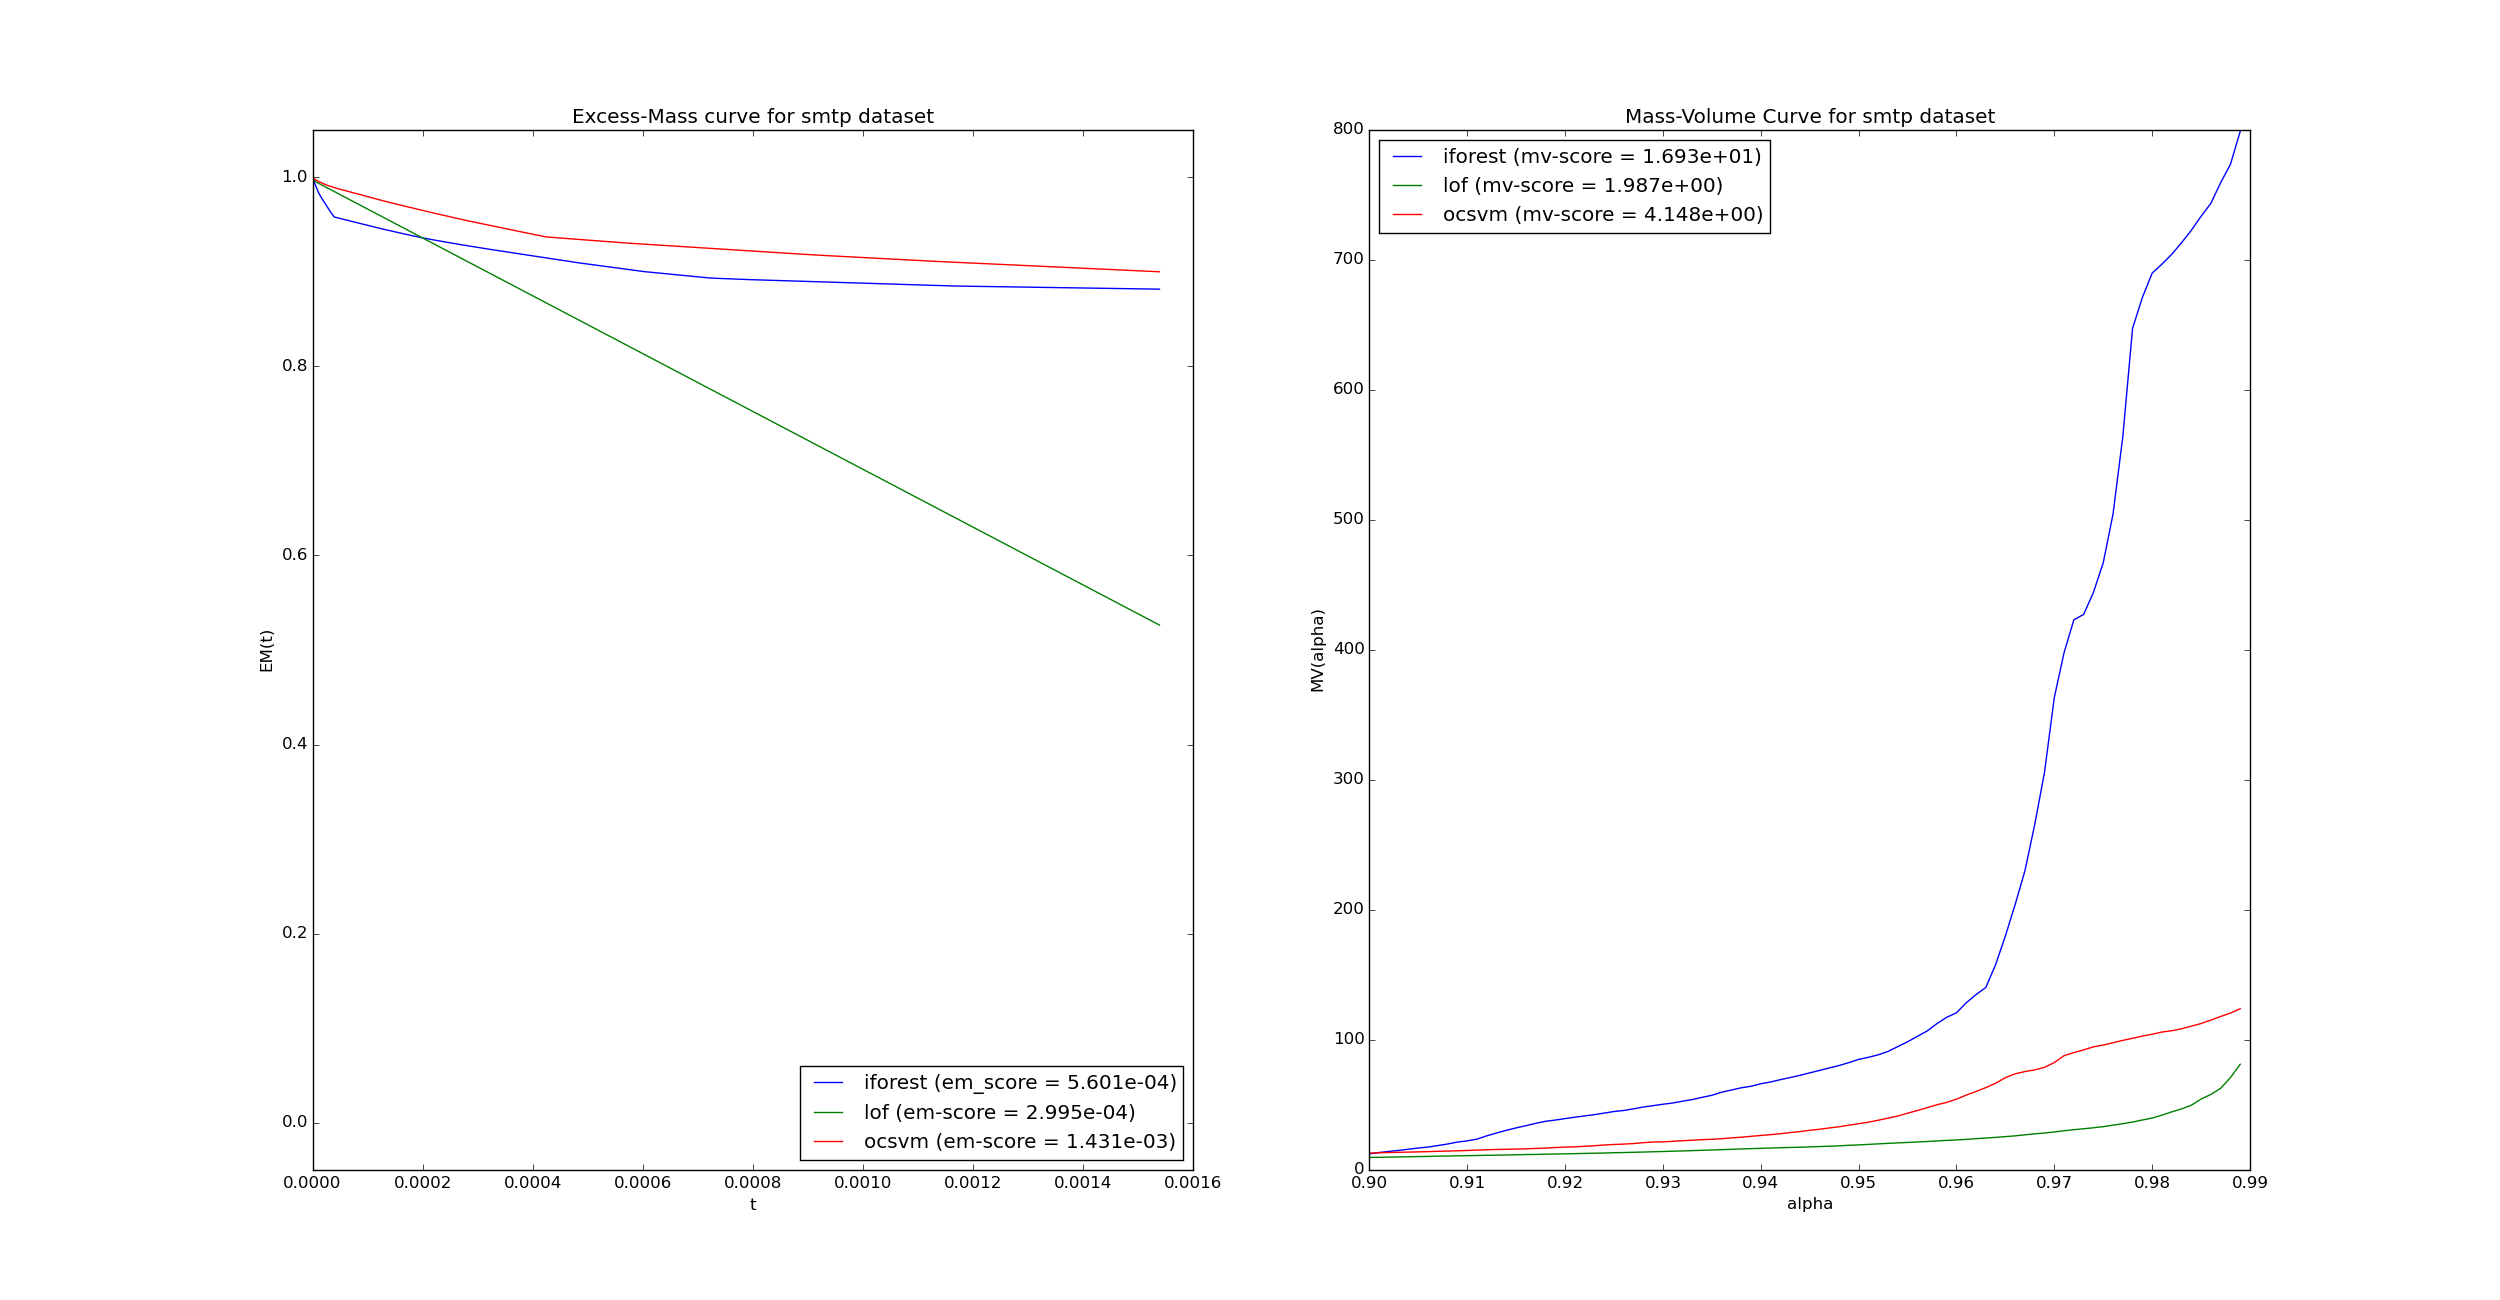 Excess-Mass curve for smtp dataset
1.0
0.8
0.6
0.4
0.2
0.0
EM(t)
iforest (em_score = 5.601e-04)
lof (em-score = 2.995e-04)
ocsvm (em-score = 1.431e-03)
0.0000 0.0002 0.0004 0.0006 0.0008 0.0010 0.0012 0.0014 0.0016
t
Mass-Volume Curve for smtp dataset
800
700
600
500
400
300
200
100
0
MV(alpha)
iforest (mv-score = 1.693e+01)
lof (mv-score = 1.987e+00)
ocsvm (mv-score = 4.148e+00)
0.90 0.91 0.92 0.93 0.94 0.95 0.96 0.97 0.98 0.99
alpha